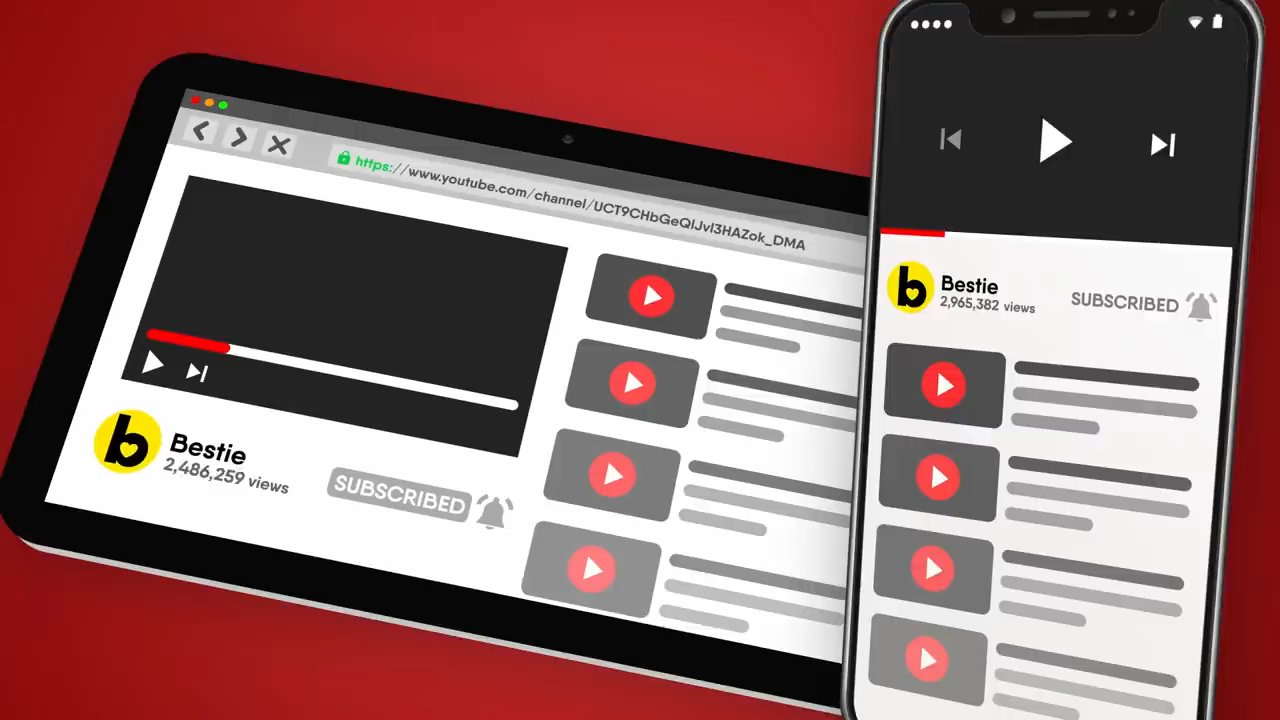 https://www.youtube.com/channel/UCT9CHbGeQIJvl3HAZok_DMA
b Bestie
2,486,259 views
SUBSCRIBED
b Bestie
2,965,382 views
SUBSCRIBED